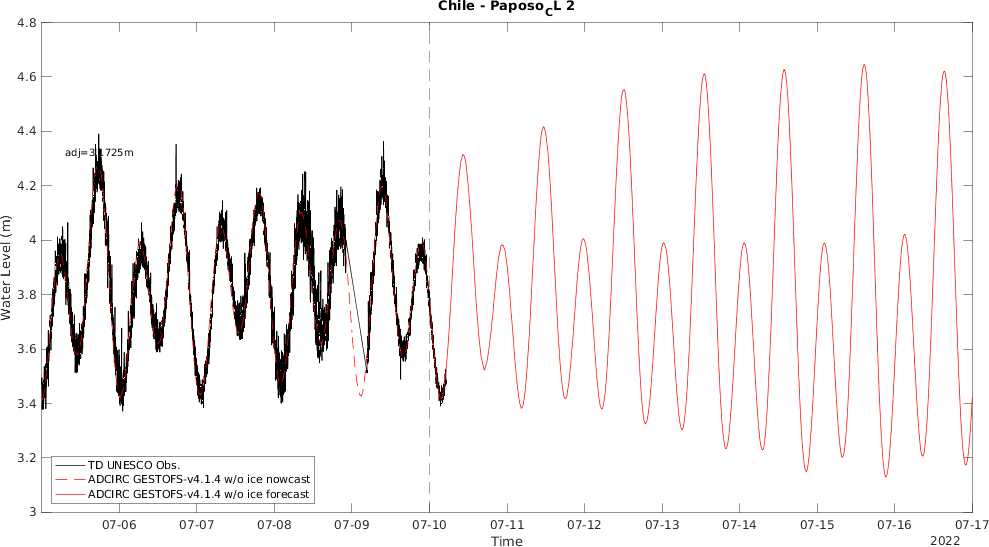 Chile - Paposo_CL 2
4.8
4.6
4.4
4.2
4
3.8
3.6
3.4
3.2
3
Water Level (m)
adj=3.1725m
TD UNESCO Obs.
ADCIRC GESTOFS-v4.1.4 w/o ice nowcast
ADCIRC GESTOFS-v4.1.4 w/o ice forecast
07-06 07-07 07-08 07-09 07-10 07-11 07-12 07-13 07-14 07-15 07-16 07-17
Time
2022